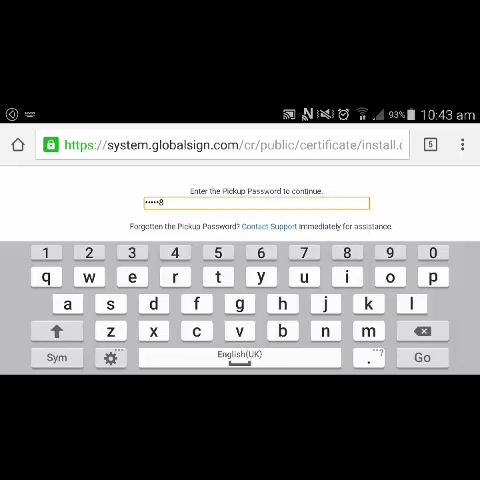 93% 10:43 am
https://system.globalsign.com/cr/public/certificate/install.c
5
Enter the Pickup Password to continue.
•••••8
Forgotten the Pickup Password? Contact Support Immediately for assistance.
1 2 3 4 5 6 7 8 9 0
q w e r t y u i o p
a s d f g h j k l
z x c v b n m
Sym English(UK) . ,,? Go